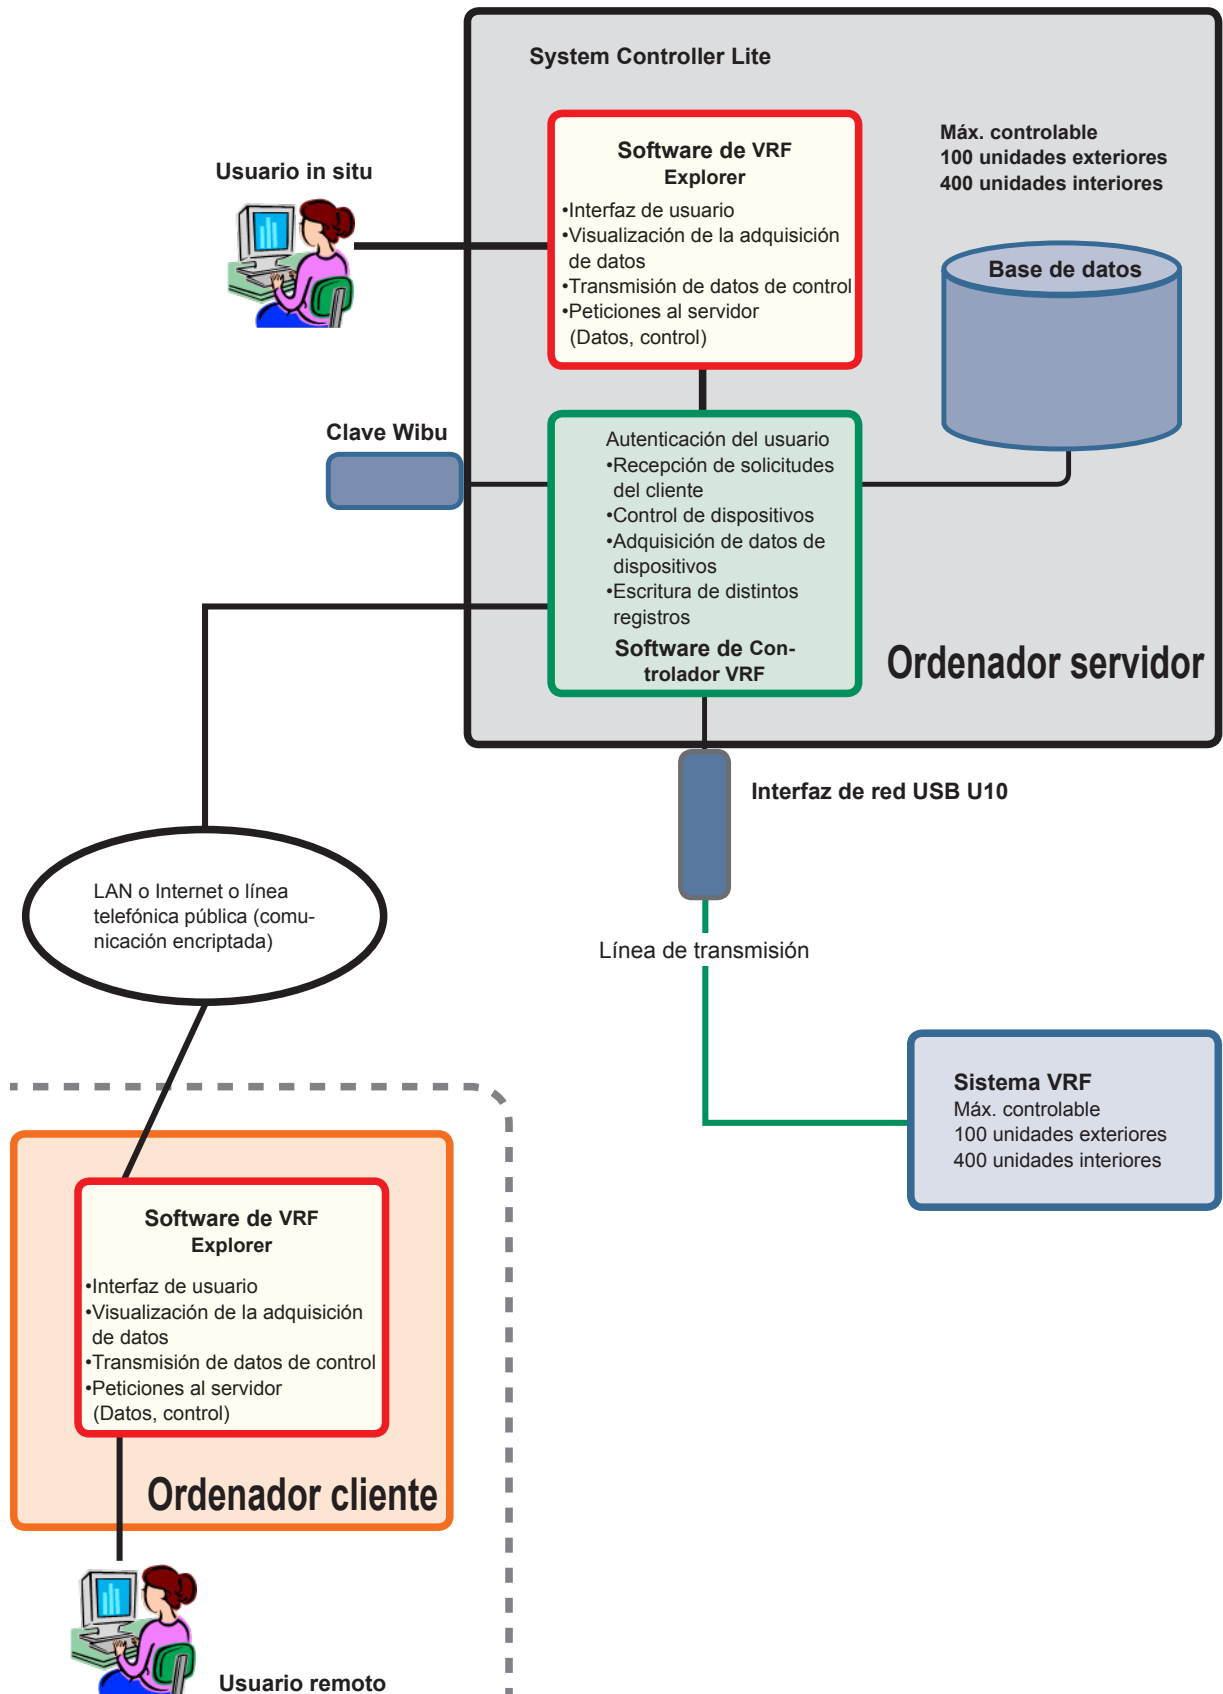 System Controller Lite
Software de VRF
Explorer
•Interfaz de usuario
•Visualización de la adquisición
de datos
•Transmisión de datos de control
•Peticiones al servidor
(Datos, control)
Máx. controlable
100 unidades exteriores
400 unidades interiores
Usuario in situ
Base de datos
Clave Wibu
Autenticación del usuario
•Recepción de solicitudes
del cliente
•Control de dispositivos
•Adquisición de datos de
dispositivos
•Escritura de distintos
registros
Software de Con-
trolador VRF
Ordenador servidor
Interfaz de red USB U10
LAN o Internet o línea
telefónica pública (comu-
nicación encriptada)
Línea de transmisión
Sistema VRF
Máx. controlable
100 unidades exteriores
400 unidades interiores
Software de VRF
Explorer
•Interfaz de usuario
•Visualización de la adquisición
de datos
•Transmisión de datos de control
•Peticiones al servidor
(Datos, control)
Ordenador cliente
Usuario remoto